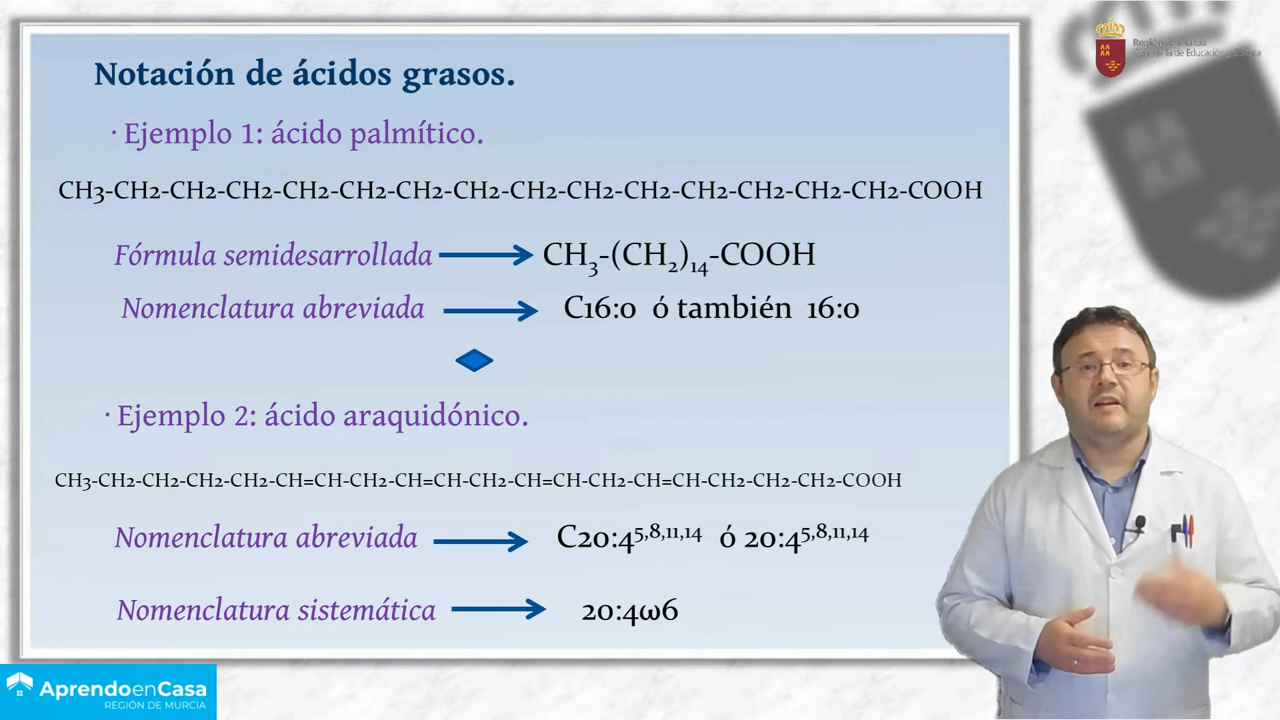 Notación de ácidos grasos.
· Ejemplo 1: ácido palmítico.
CH3-CH2-CH2-CH2-CH2-CH2-CH2-CH2-CH2-CH2-CH2-CH2-CH2-CH2-CH2-COOH
Fórmula semidesarrollada CH₃-(CH₂)₁₄-COOH
Nomenclatura abreviada C16:0 ó también 16:0
· Ejemplo 2: ácido araquidónico.
CH3-CH2-CH2-CH2-CH2-CH=CH-CH2-CH=CH-CH2-CH=CH-CH2-CH=CH-CH2-CH2-CH2-COOH
Nomenclatura abreviada C20:4⁵,⁸,¹¹,¹⁴ ó 20:4⁵,⁸,¹¹,¹⁴
Nomenclatura sistemática 20:4ω6
AprendoenCasa
REGIÓN DE MURCIA